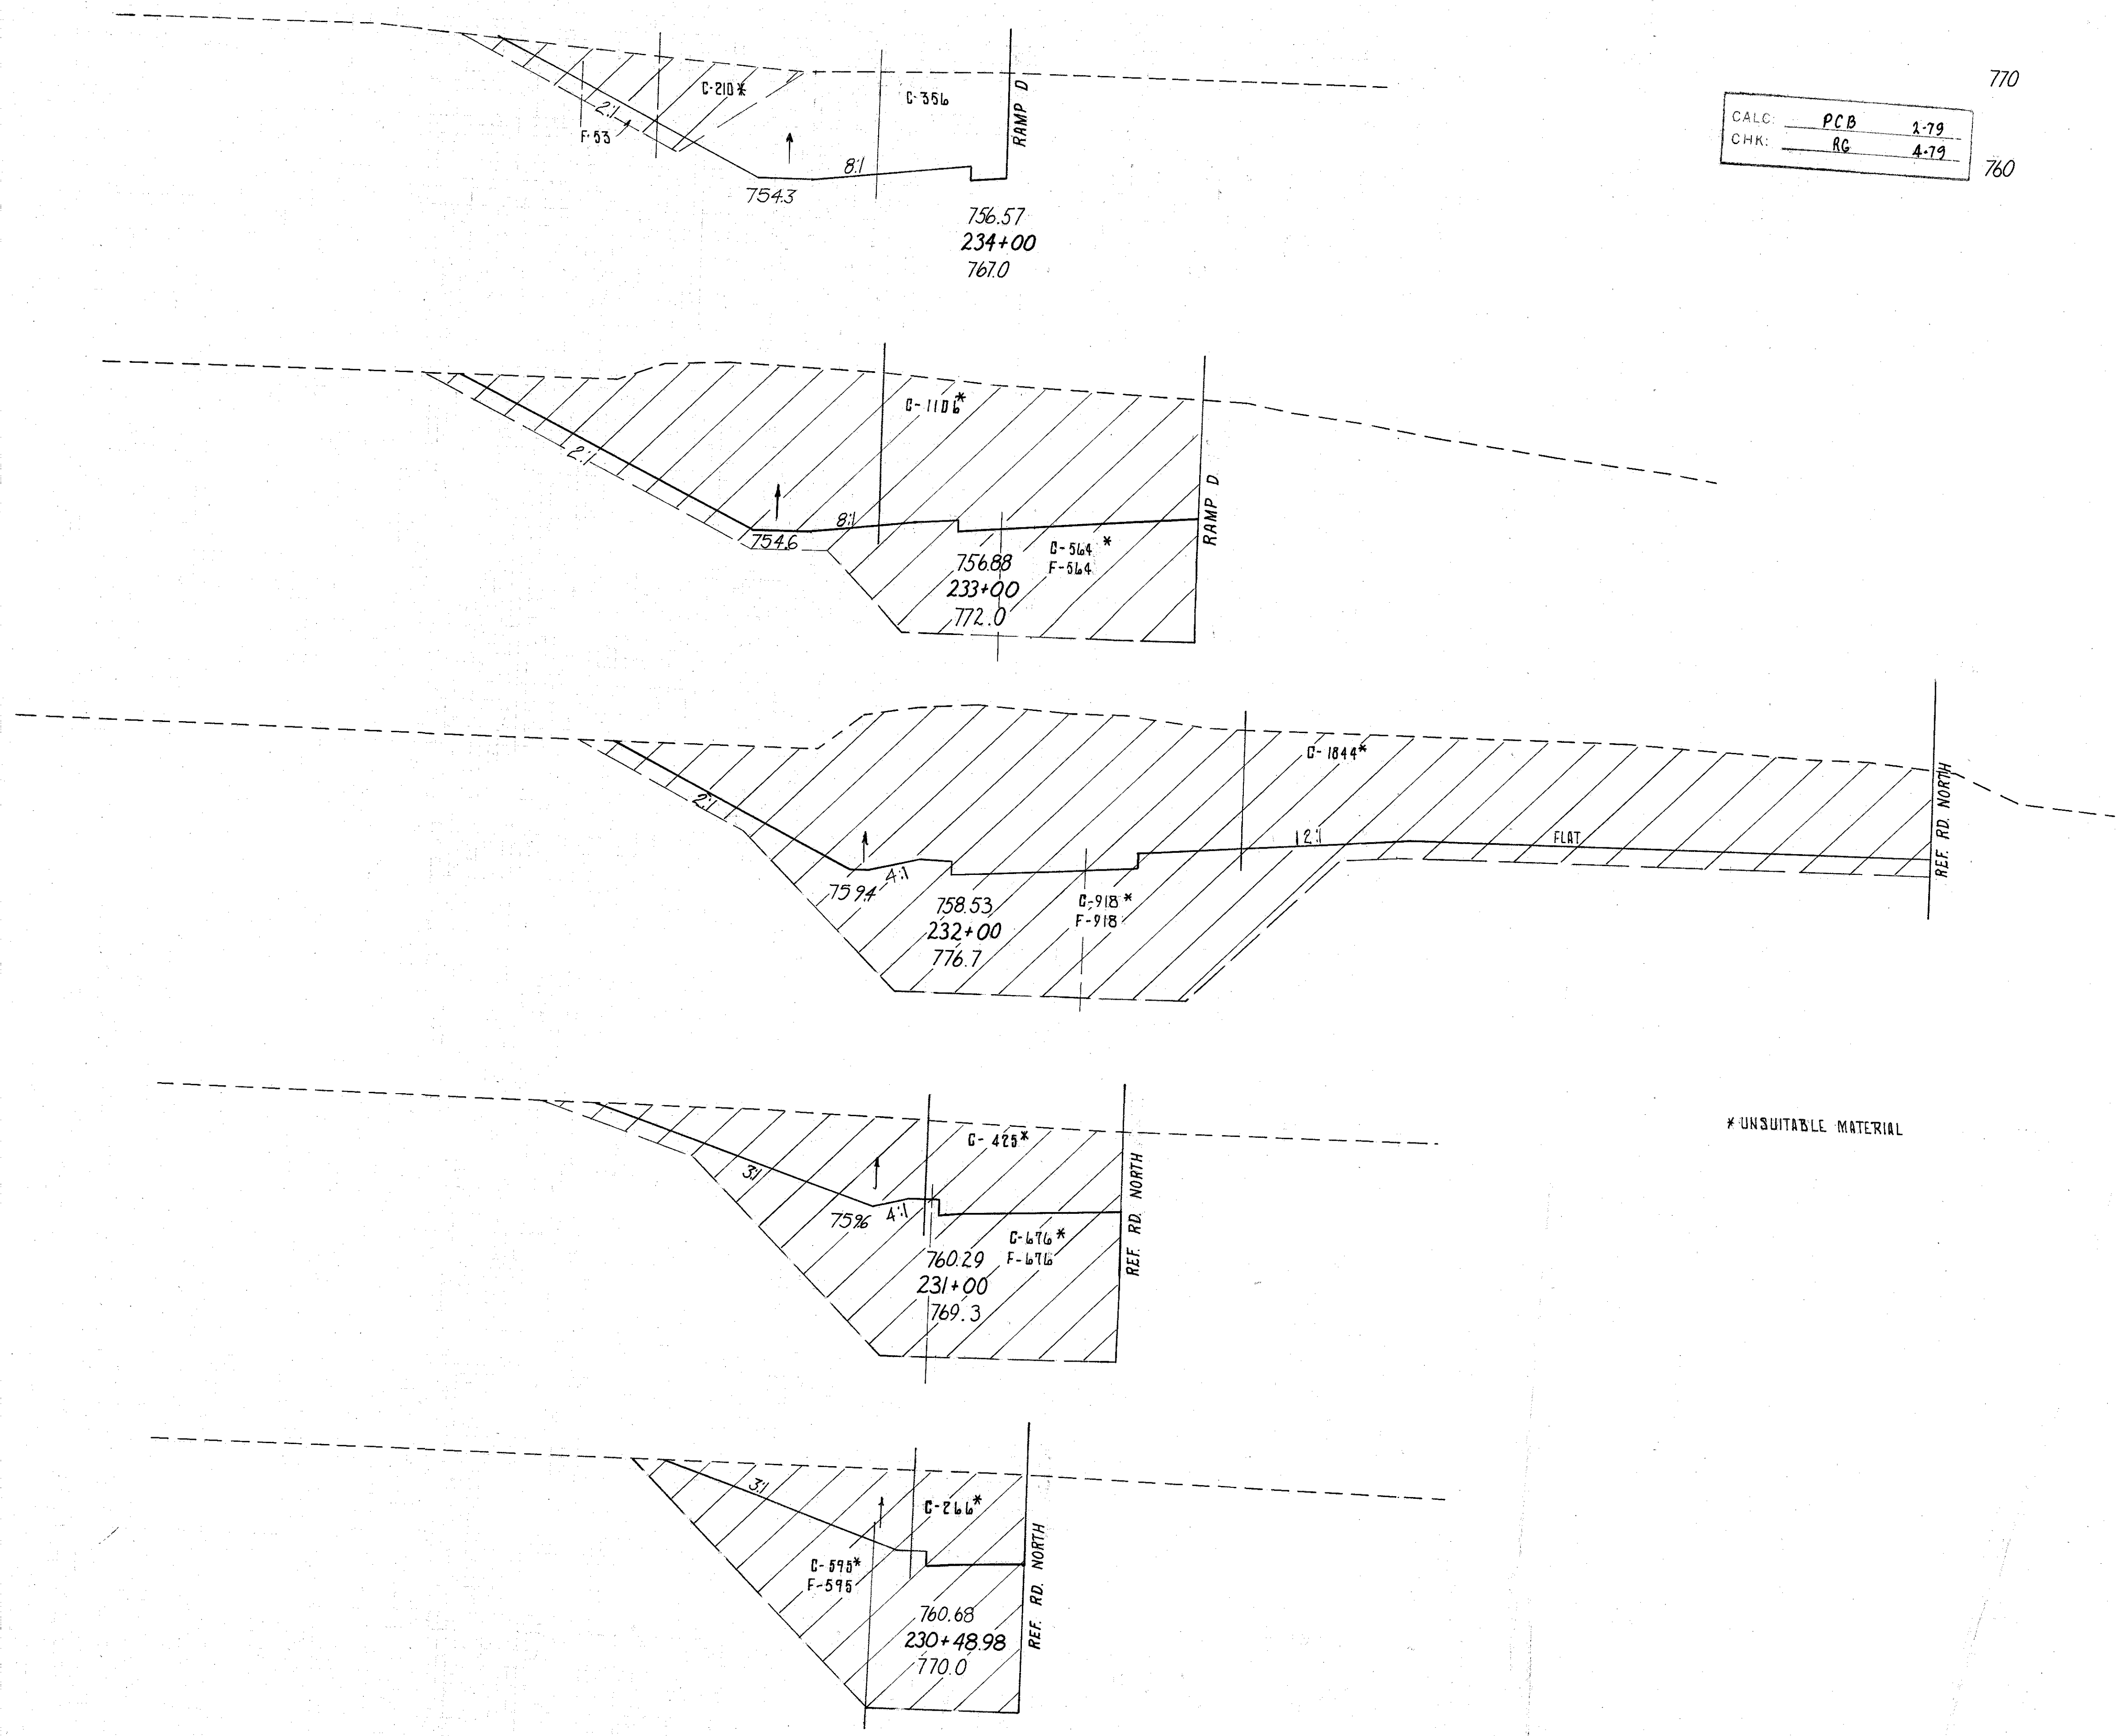 770
CALC: PCB 2-79
CHK: RG 4-79
760
C-210*
C-356
RAMP D
2:1
F-53
8:1
754.3
756.57
234+00
767.0
C-1106*
2:1
RAMP D
8:1
754.6
C-564 *
F-564
756.88
233+00
772.0
C-1844*
REF. RD. NORTH
2:1
12:1
FLAT
4:1
759.4
758.53
C-918*
F-918
232+00
776.7
* UNSUITABLE MATERIAL
C-425*
3:1
REF. RD. NORTH
4:1
C-676*
F-676
760.29
231+00
769.3
3:1
C-266*
REF. RD. NORTH
C-595*
F-595
760.68
230+48.98
770.0